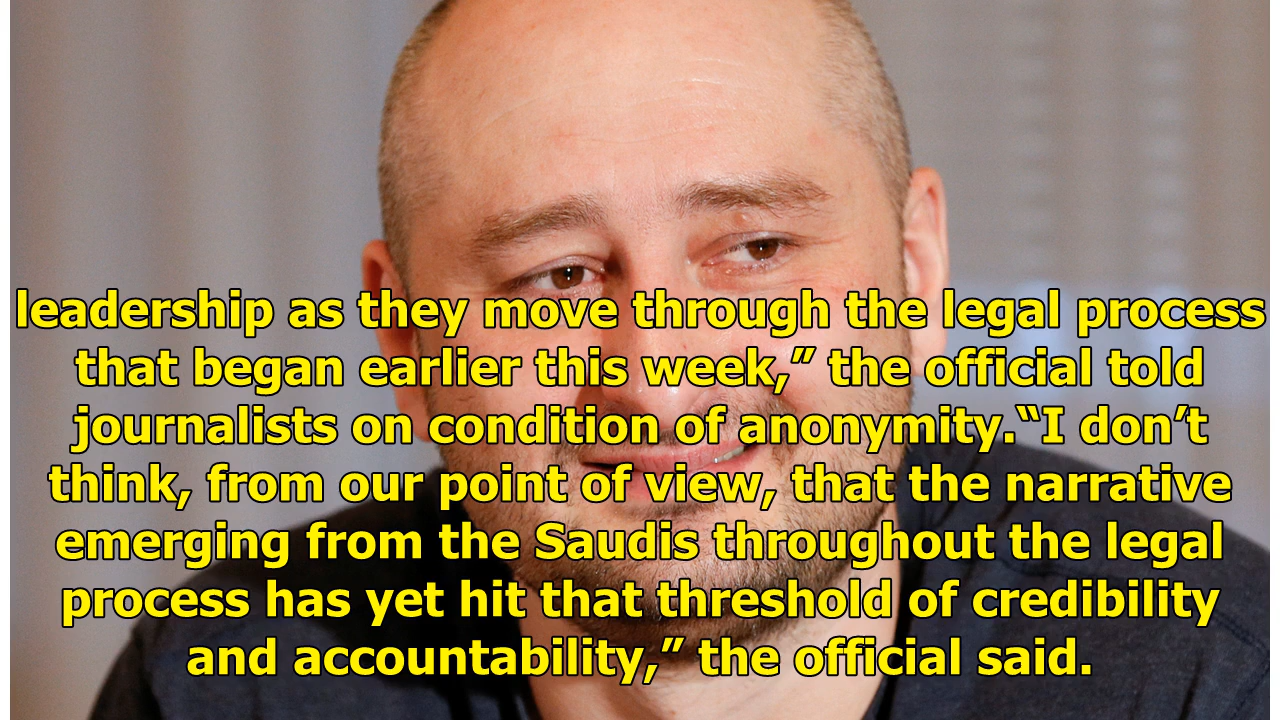 leadership as they move through the legal process
that began earlier this week,” the official told
journalists on condition of anonymity.“I don’t
think, from our point of view, that the narrative
emerging from the Saudis throughout the legal
process has yet hit that threshold of credibility
and accountability,” the official said.